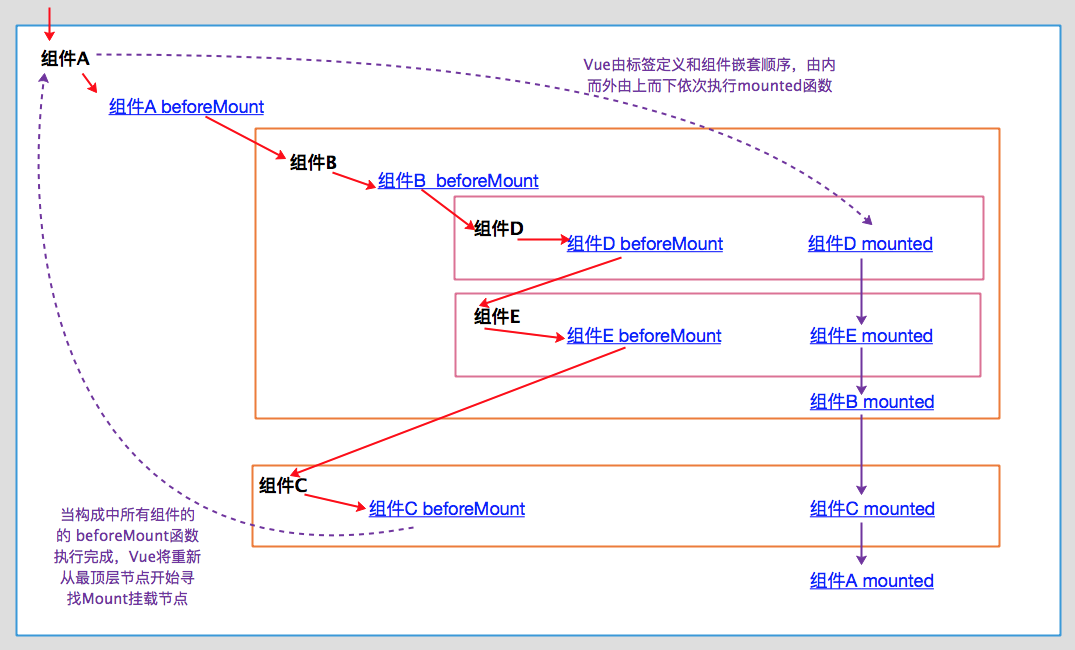 组件A
Vue由标签定义和组件嵌套顺序，由内
而外由上而下依次执行mounted函数
组件A beforeMount
组件B
组件B  beforeMount
组件D
组件D beforeMount
组件D mounted
组件E
组件E beforeMount
组件E mounted
组件B mounted
组件C
组件C beforeMount
组件C mounted
当构成中所有组件的
的 beforeMount函数
执行完成，Vue将重新
从最顶层节点开始寻
找Mount挂载节点
组件A mounted